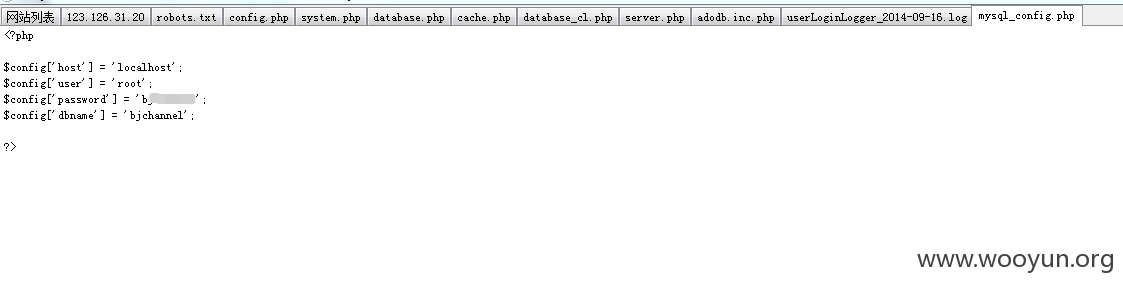 网站列表 123.126.31.20 robots.txt config.php system.php database.php cache.php database_cl.php server.php adodb.inc.php userLoginLogger_2014-09-16.log mysql_config.php
<?php
$config['host'] = 'localhost';
$config['user'] = 'root';
$config['password'] = 'bj';
$config['dbname'] = 'bjchannel';
?>
www.wooyun.org